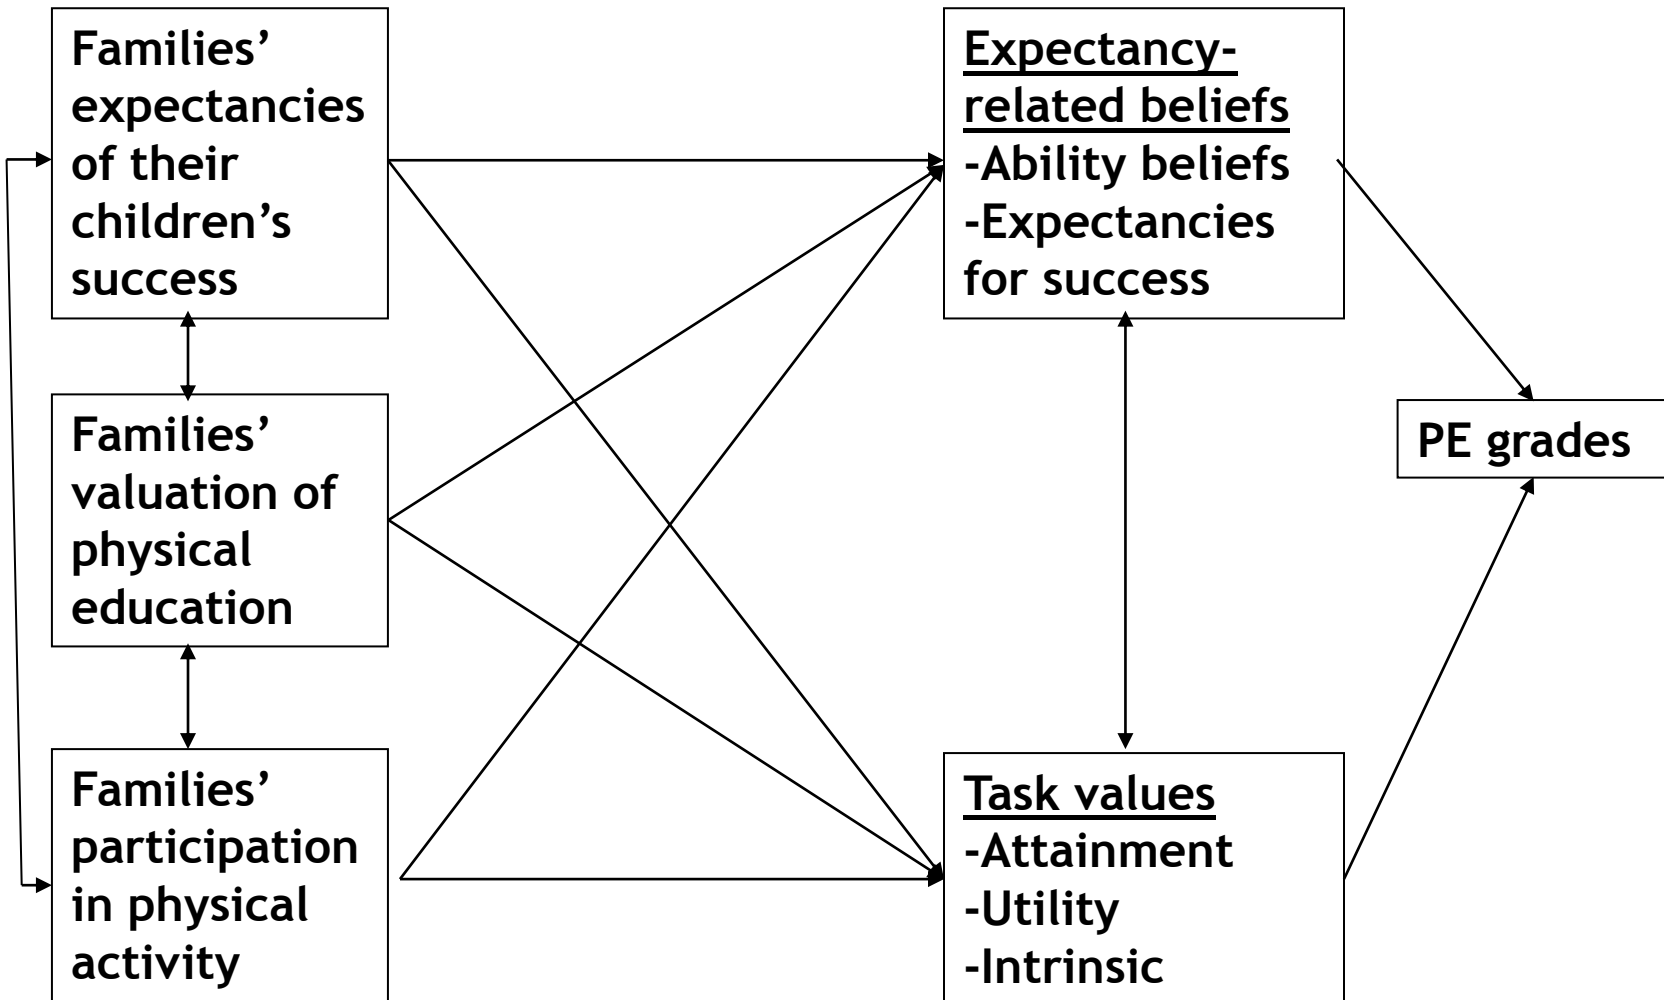 Families’
expectancies
of their
children’s
success
Families’
valuation of
physical
education
Families’
participation
in physical
activity
Expectancy-
related beliefs
-Ability beliefs
-Expectancies
for success
Task values
-Attainment
-Utility
-Intrinsic
PE grades